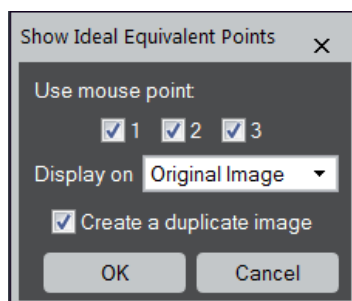 Show Ideal Equivalent Points
Use mouse point:
1 2 3
Display on Original Image
Create a duplicate image
OK Cancel